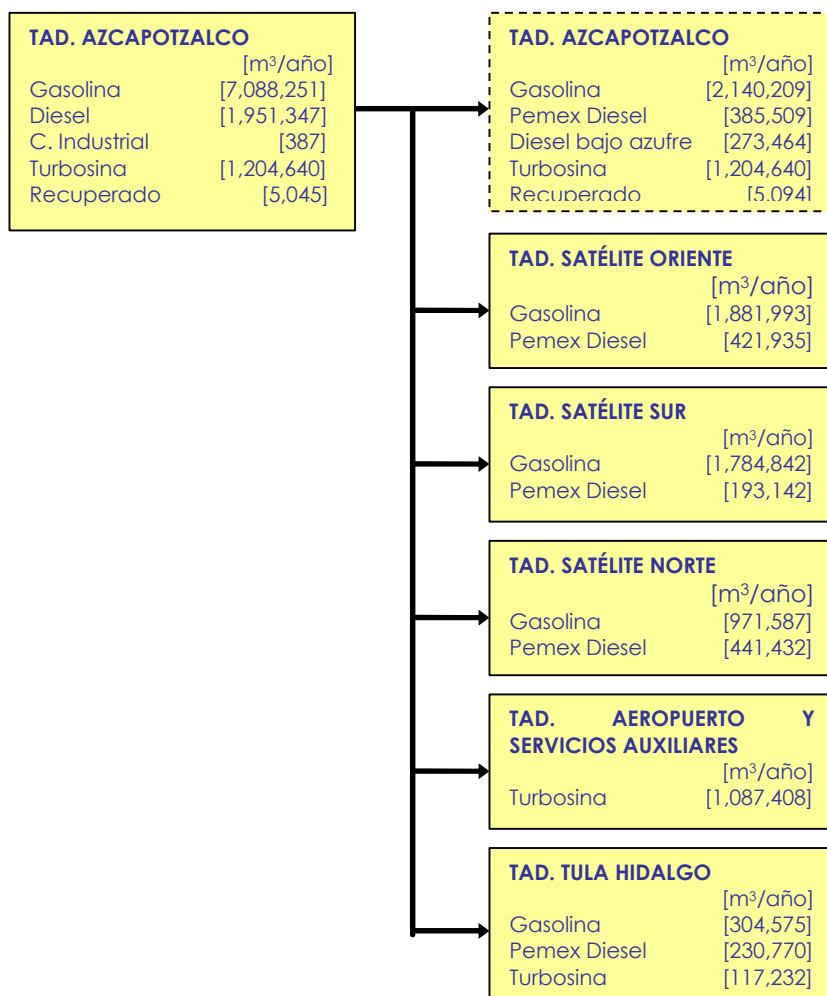 TAD. AZCAPOTZALCO
[m³/año]
Gasolina [7,088,251]
Diesel [1,951,347]
C. Industrial [387]
Turbosina [1,204,640]
Recuperado [5,045]
TAD. AZCAPOTZALCO
[m³/año]
Gasolina [2,140,209]
Pemex Diesel [385,509]
Diesel bajo azufre [273,464]
Turbosina [1,204,640]
Recuperado [5,094]
TAD. SATÉLITE ORIENTE
[m³/año]
Gasolina [1,881,993]
Pemex Diesel [421,935]
TAD. SATÉLITE SUR
[m³/año]
Gasolina [1,784,842]
Pemex Diesel [193,142]
TAD. SATÉLITE NORTE
[m³/año]
Gasolina [971,587]
Pemex Diesel [441,432]
TAD. AEROPUERTO Y
SERVICIOS AUXILIARES
[m³/año]
Turbosina [1,087,408]
TAD. TULA HIDALGO
[m³/año]
Gasolina [304,575]
Pemex Diesel [230,770]
Turbosina [117,232]